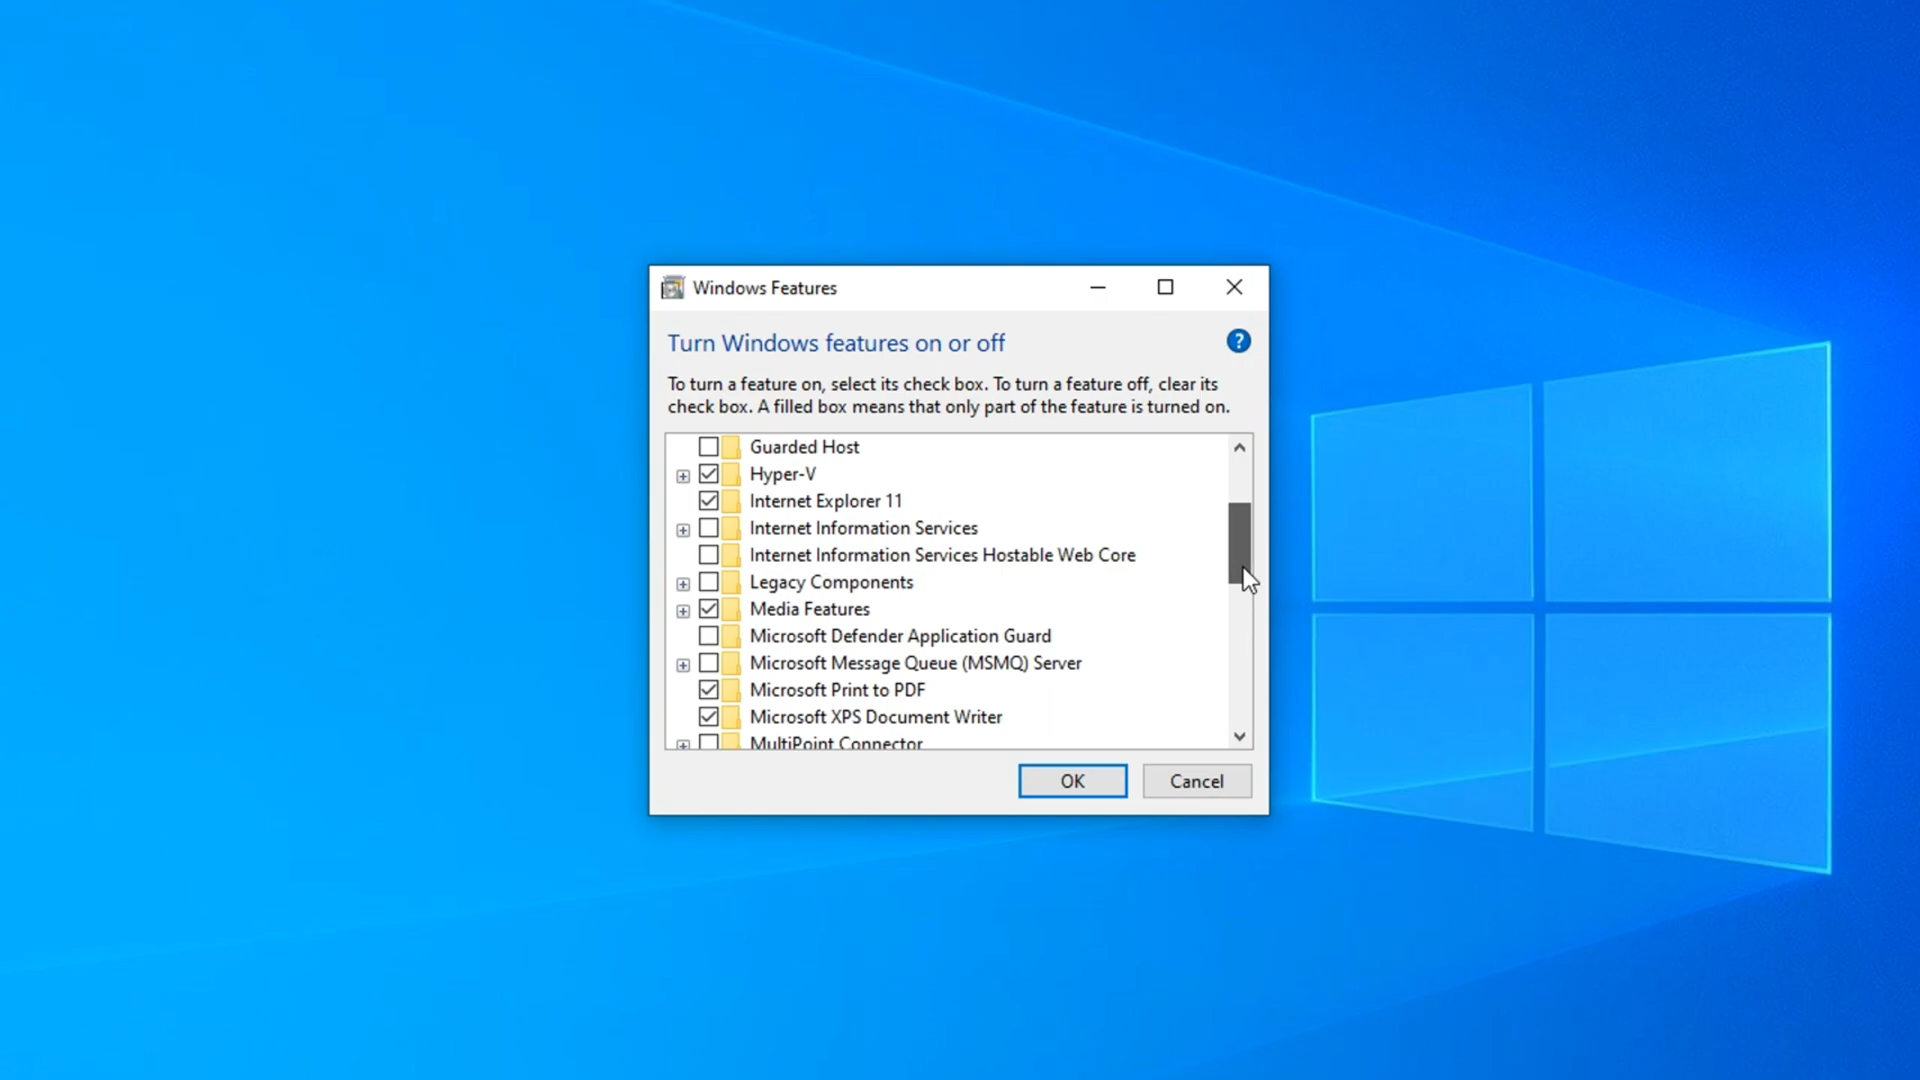 Windows Features
Turn Windows features on or off
?
To turn a feature on, select its check box. To turn a feature off, clear its
check box. A filled box means that only part of the feature is turned on.
Guarded Host
Hyper-V
Internet Explorer 11
Internet Information Services
Internet Information Services Hostable Web Core
Legacy Components
Media Features
Microsoft Defender Application Guard
Microsoft Message Queue (MSMQ) Server
Microsoft Print to PDF
Microsoft XPS Document Writer
MultiPoint Connector
OK
Cancel